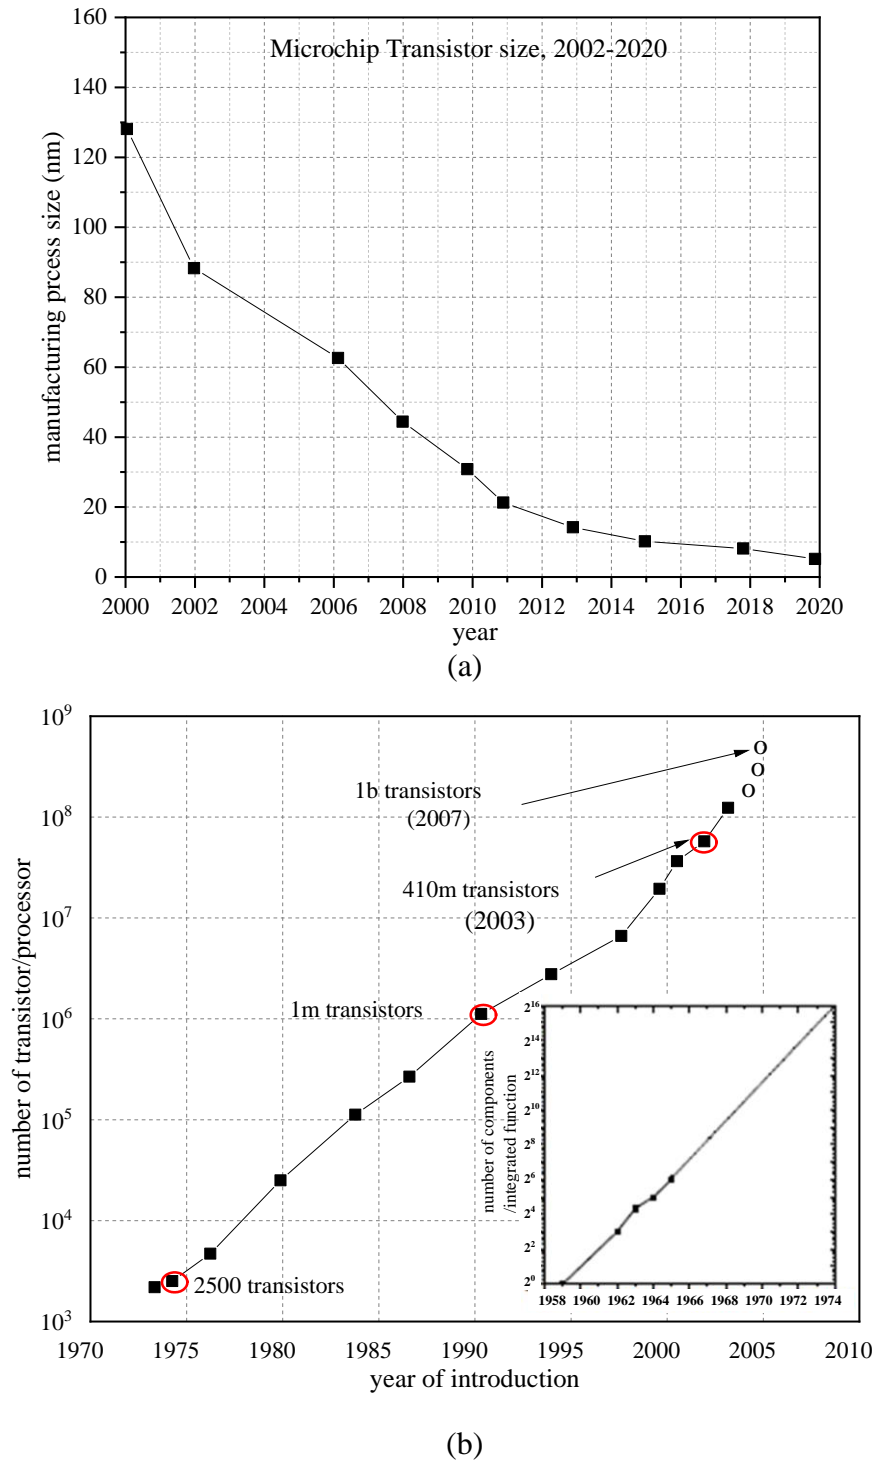 160
Microchip Transistor size, 2002-2020
140
120
100
80
60
40
20
0
manufacturing prcess size (nm)
2000 2002 2004 2006 2008 2010 2012 2014 2016 2018 2020
year
(a)
10⁹
10⁸
10⁷
10⁶
10⁵
10⁴
10³
number of transistor/processor
1b transistors
(2007)
410m transistors
(2003)
1m transistors
2500 transistors
2¹⁶
2¹⁴
2¹²
2¹⁰
2⁸
2⁶
2⁴
2²
2⁰
number of components
/integrated function
1958 1960 1962 1964 1966 1968 1970 1972 1974
1970 1975 1980 1985 1990 1995 2000 2005 2010
year of introduction
(b)